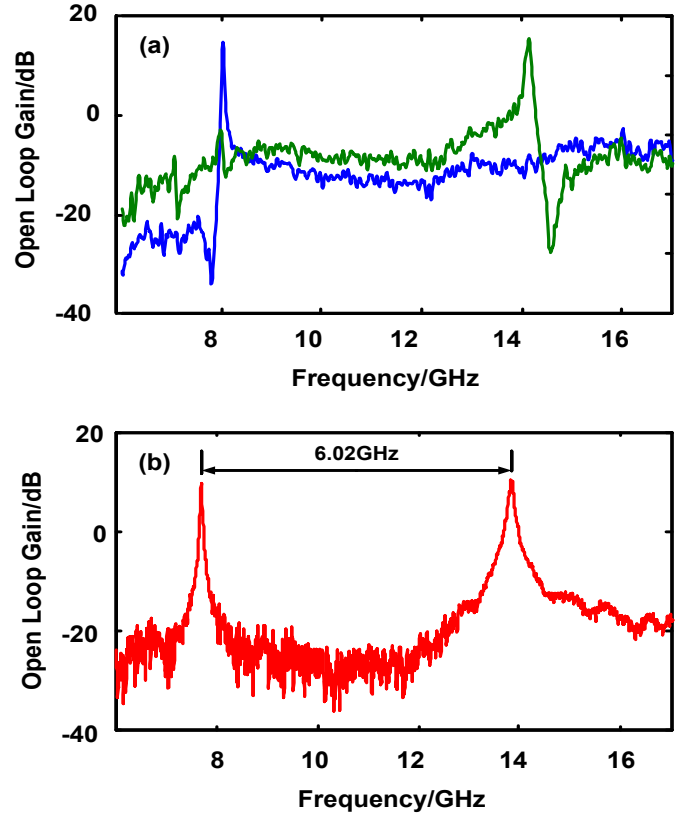 (a)
Open Loop Gain/dB
20
0
-20
-40
8 10 12 14 16
Frequency/GHz
(b)
6.02GHz
Open Loop Gain/dB
20
0
-20
-40
8 10 12 14 16
Frequency/GHz